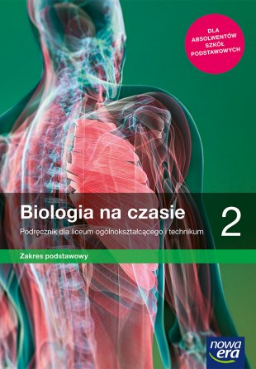 DLA
ABSOLWENTÓW
SZKÓŁ
PODSTAWOWYCH
Biologia na czasie 2
Podręcznik dla liceum ogólnokształcącego i technikum
Zakres podstawowy
nowa
era